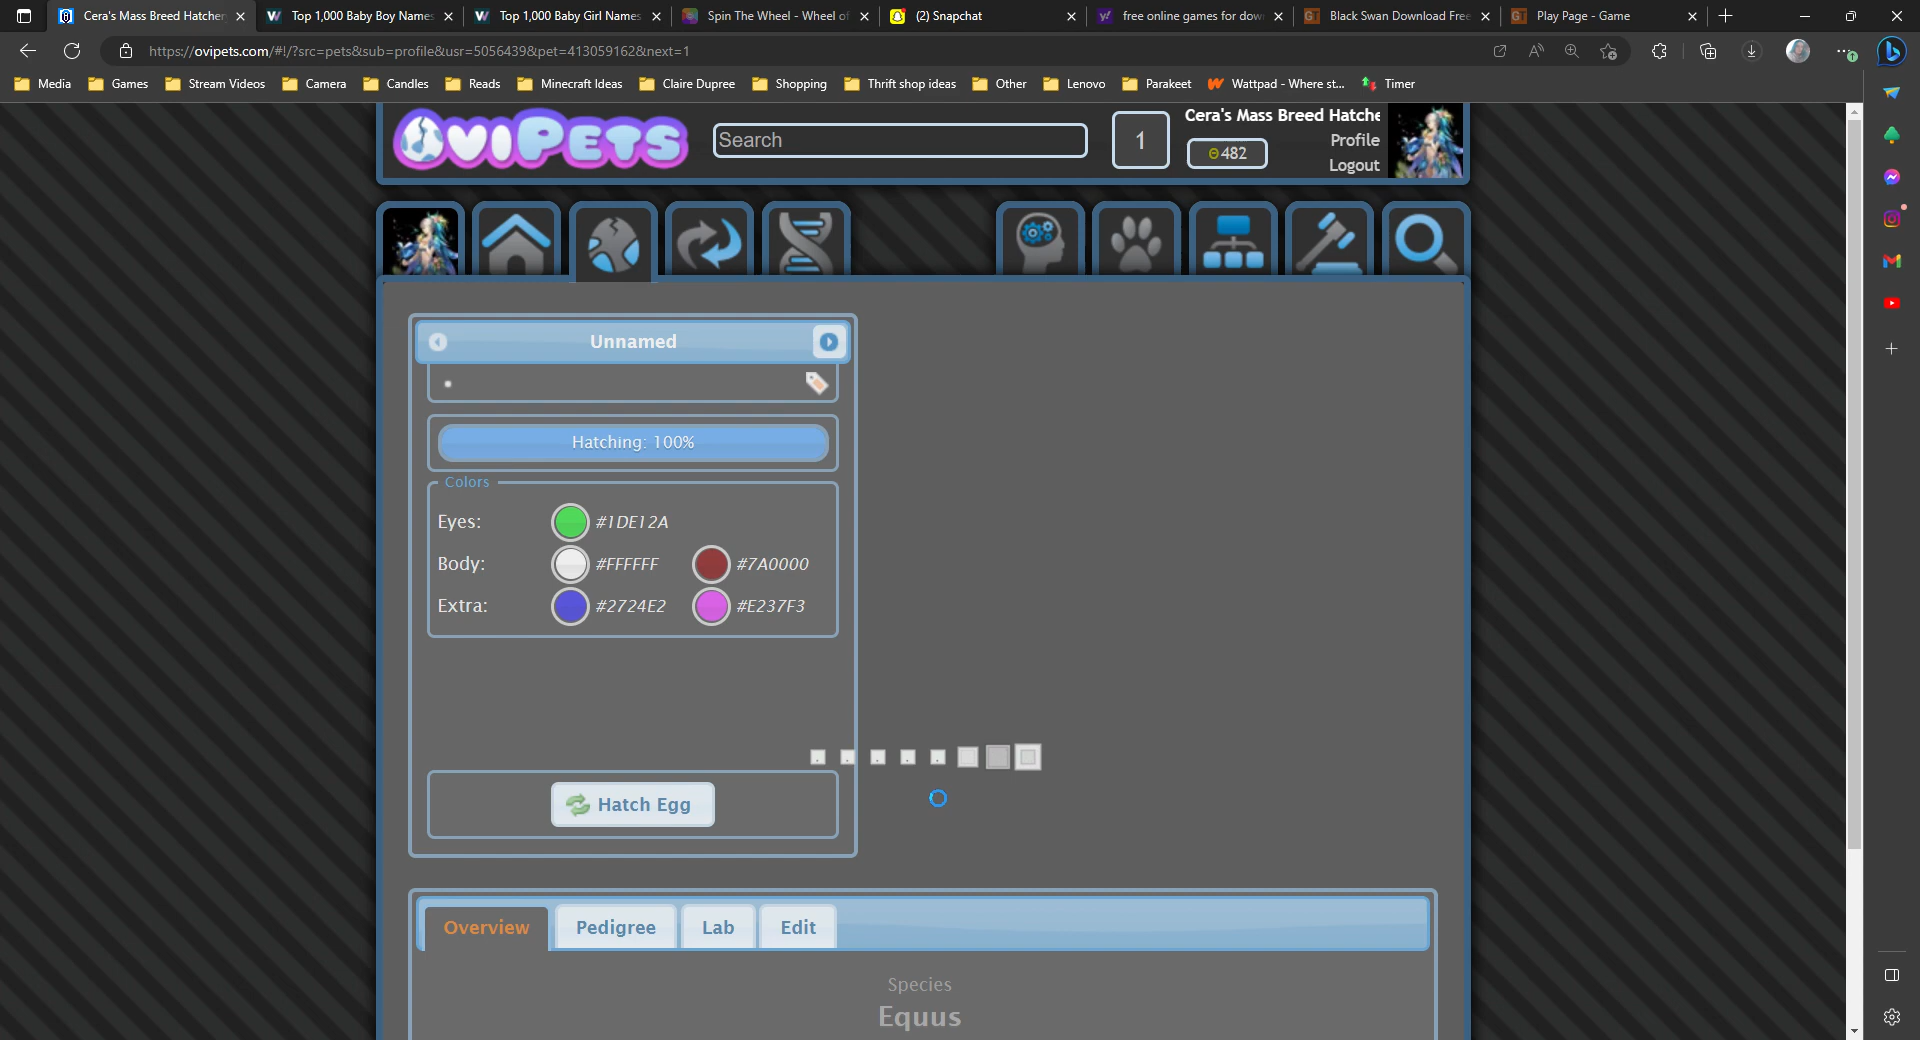 Cera's Mass Breed Hatcher
Top 1,000 Baby Boy Names
Top 1,000 Baby Girl Names
Spin The Wheel - Wheel of
(2) Snapchat
free online games for dow
Black Swan Download Free
Play Page - Game
https://ovipets.com/#!/?src=pets&sub=profile&usr=5056439&pet=413059162&next=1
Media
Games
Stream Videos
Camera
Candles
Reads
Minecraft Ideas
Claire Dupree
Shopping
Thrift shop ideas
Other
Lenovo
Parakeet
Wattpad - Where st...
Timer
OviPets
Search
1
Cera's Mass Breed Hatche
482
Profile
Logout
Unnamed
Hatching: 100%
Colors
Eyes: #1DE12A
Body: #FFFFFF #7A0000
Extra: #2724E2 #E237F3
Hatch Egg
Overview Pedigree Lab Edit
Species
Equus